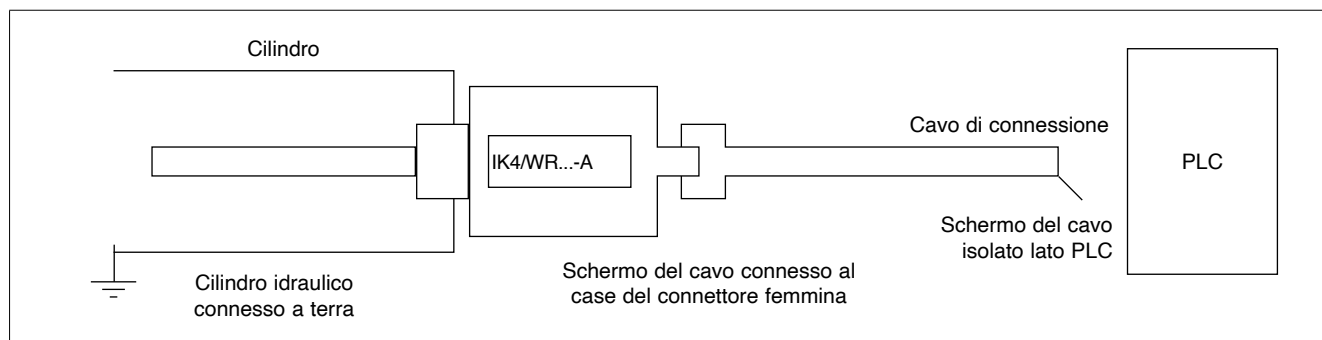 Cilindro
Cavo di connessione
IK4/WR...-A
PLC
Schermo del cavo
isolato lato PLC
Schermo del cavo connesso al
case del connettore femmina
Cilindro idraulico
connesso a terra